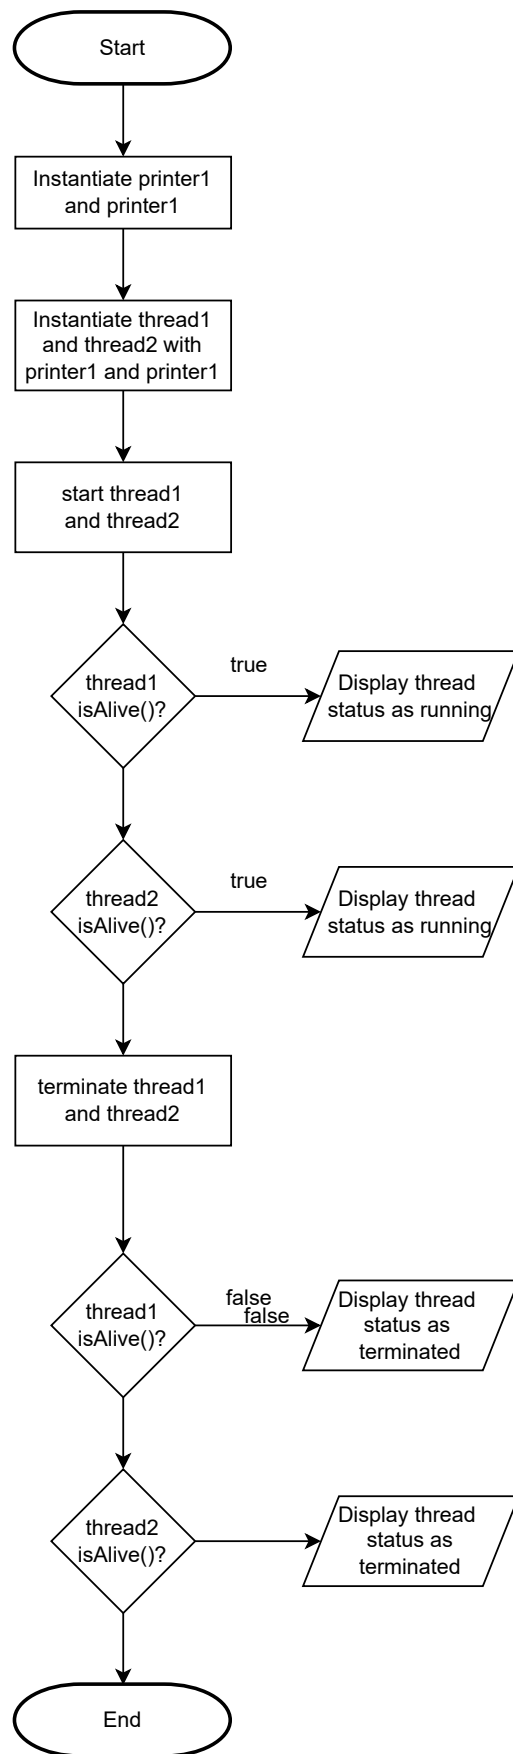 Start
Instantiate printer1
and printer1
Instantiate thread1
and thread2 with
printer1 and printer1
start thread1
and thread2
thread1
isAlive()?
true
Display thread
status as running
thread2
isAlive()?
true
Display thread
status as running
terminate thread1
and thread2
thread1
isAlive()?
false
false
Display thread
status as
terminated
thread2
isAlive()?
Display thread
status as
terminated
End